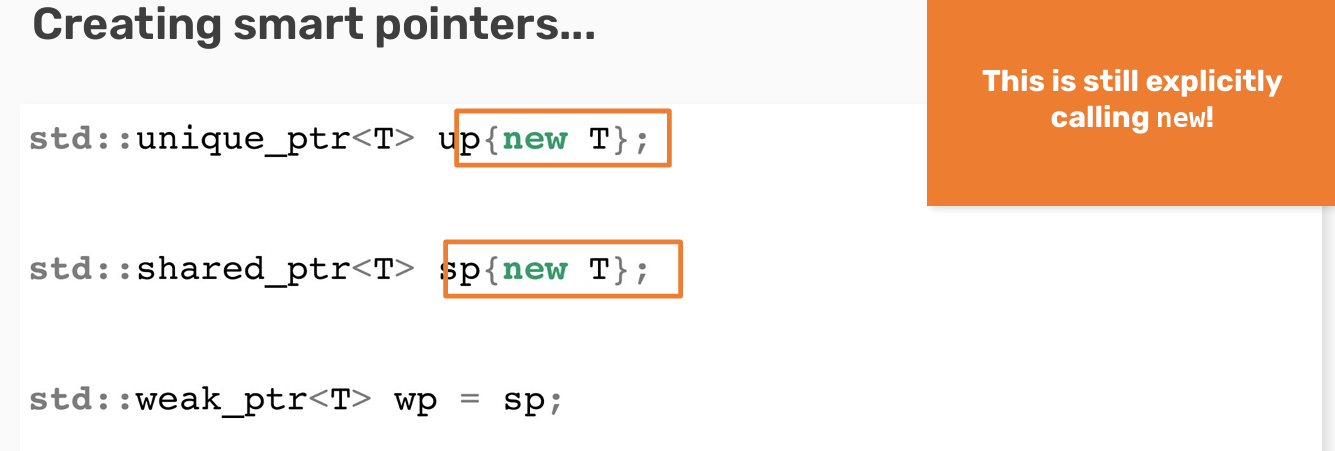 Creating smart pointers...
This is still explicitly
calling new!
std::unique_ptr<T> up{new T};
std::shared_ptr<T> sp{new T};
std::weak_ptr<T> wp = sp;